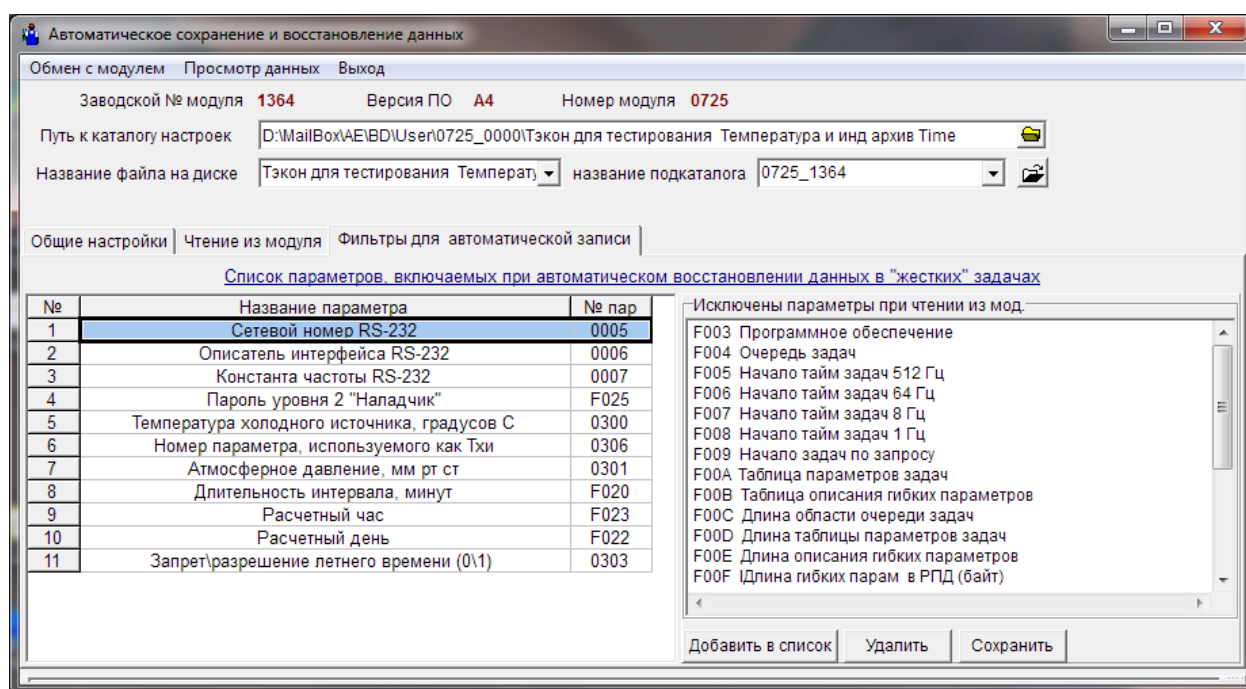 Автоматическое сохранение и восстановление данных
Обмен с модулем Просмотр данных Выход
Заводской № модуля 1364 Версия ПО А4 Номер модуля 0725
Путь к каталогу настроек D:\MailBox\AE\BD\User\0725_0000\Тэкон для тестирования Температура и инд архив Time
Название файла на диске Тэкон для тестирования Температу название подкаталога 0725_1364
Общие настройки Чтение из модуля Фильтры для автоматической записи
Список параметров, включаемых при автоматическом восстановлении данных в "жестких" задачах
№ Название параметра № пар
1 Сетевой номер RS-232 0005
2 Описатель интерфейса RS-232 0006
3 Константа частоты RS-232 0007
4 Пароль уровня 2 "Наладчик" F025
5 Температура холодного источника, градусов С 0300
6 Номер параметра, используемого как Тхи 0306
7 Атмосферное давление, мм рт ст 0301
8 Длительность интервала, минут F020
9 Расчетный час F023
10 Расчетный день F022
11 Запрет\разрешение летнего времени (0\1) 0303
Исключены параметры при чтении из мод.
F003 Программное обеспечение
F004 Очередь задач
F005 Начало тайм задач 512 Гц
F006 Начало тайм задач 64 Гц
F007 Начало тайм задач 8 Гц
F008 Начало тайм задач 1 Гц
F009 Начало задач по запросу
F00A Таблица параметров задач
F00B Таблица описания гибких параметров
F00C Длина области очереди задач
F00D Длина таблицы параметров задач
F00E Длина описания гибких параметров
F00F IДлина гибких парам в РПД (байт)
Добавить в список Удалить Сохранить